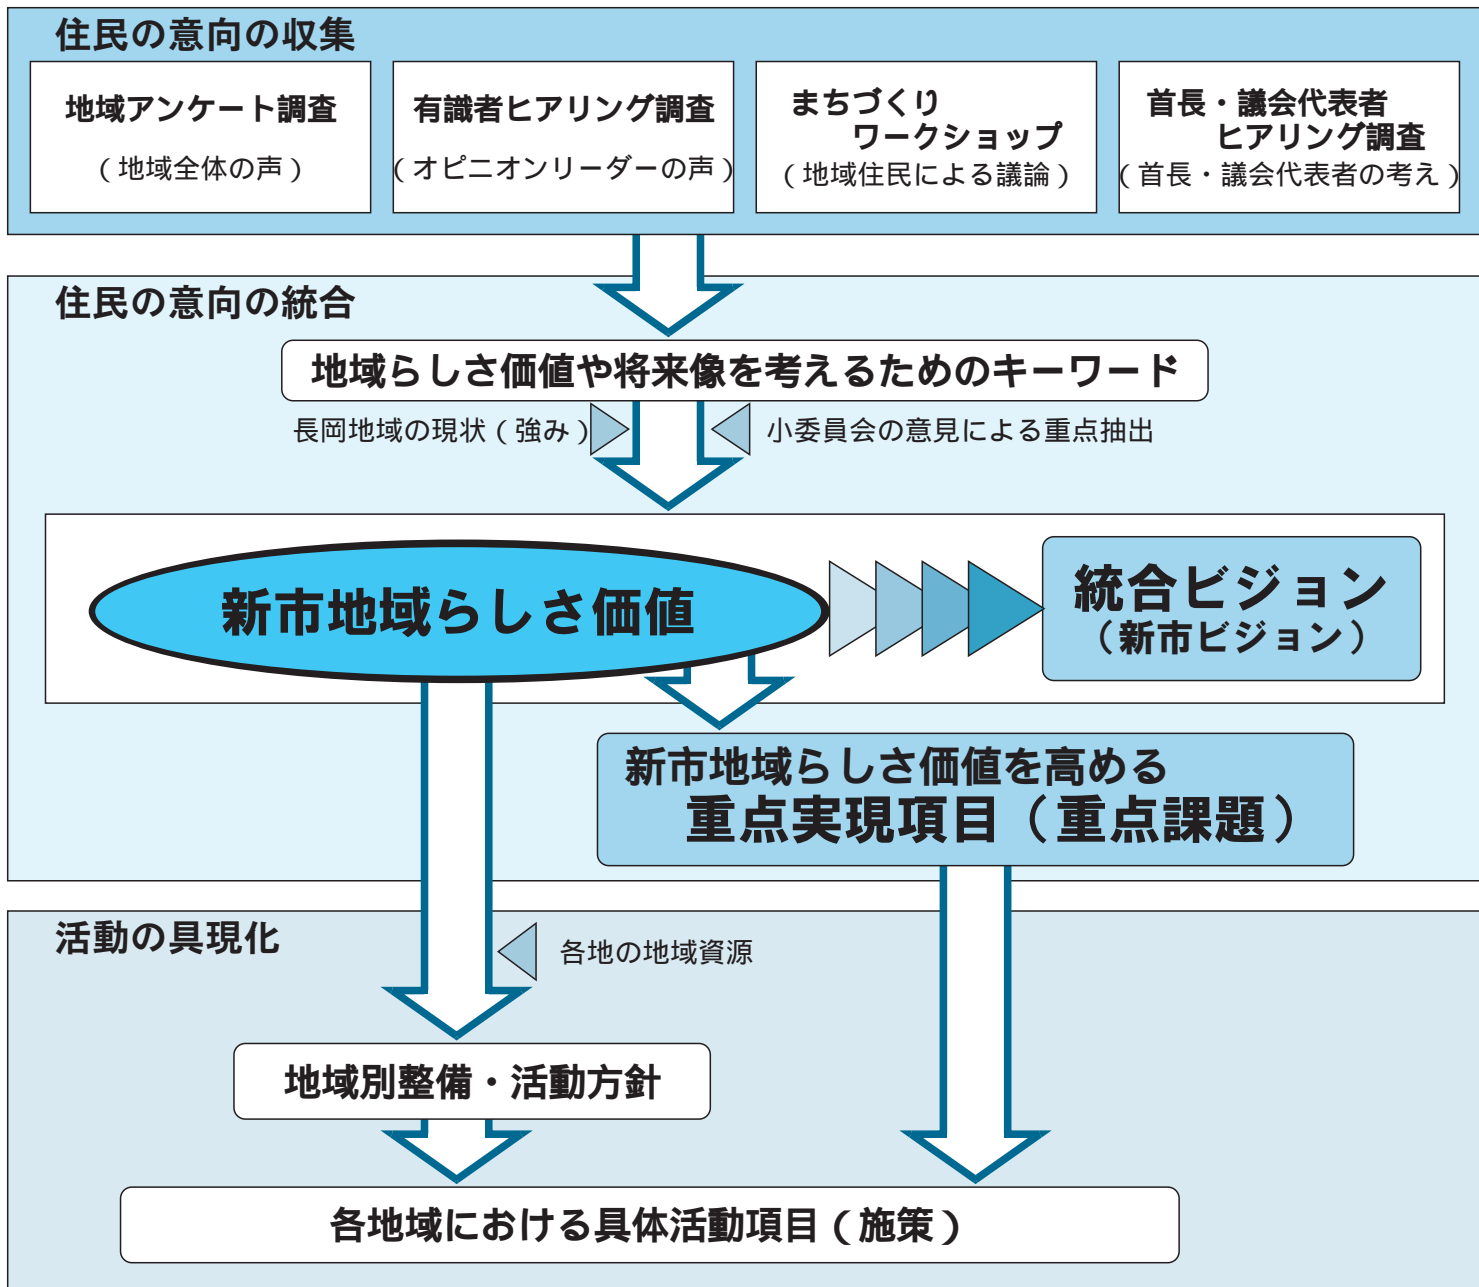 住民の意向の収集
地域アンケート調査
（地域全体の声）
有識者ヒアリング調査
（オピニオンリーダーの声）
まちづくり
ワークショップ
（地域住民による議論）
首長・議会代表者
ヒアリング調査
（首長・議会代表者の考え）
住民の意向の統合
地域らしさ価値や将来像を考えるためのキーワード
長岡地域の現状（強み）
小委員会の意見による重点抽出
新市地域らしさ価値
統合ビジョン
（新市ビジョン）
新市地域らしさ価値を高める
重点実現項目（重点課題）
活動の具現化
各地の地域資源
地域別整備・活動方針
各地域における具体活動項目（施策）